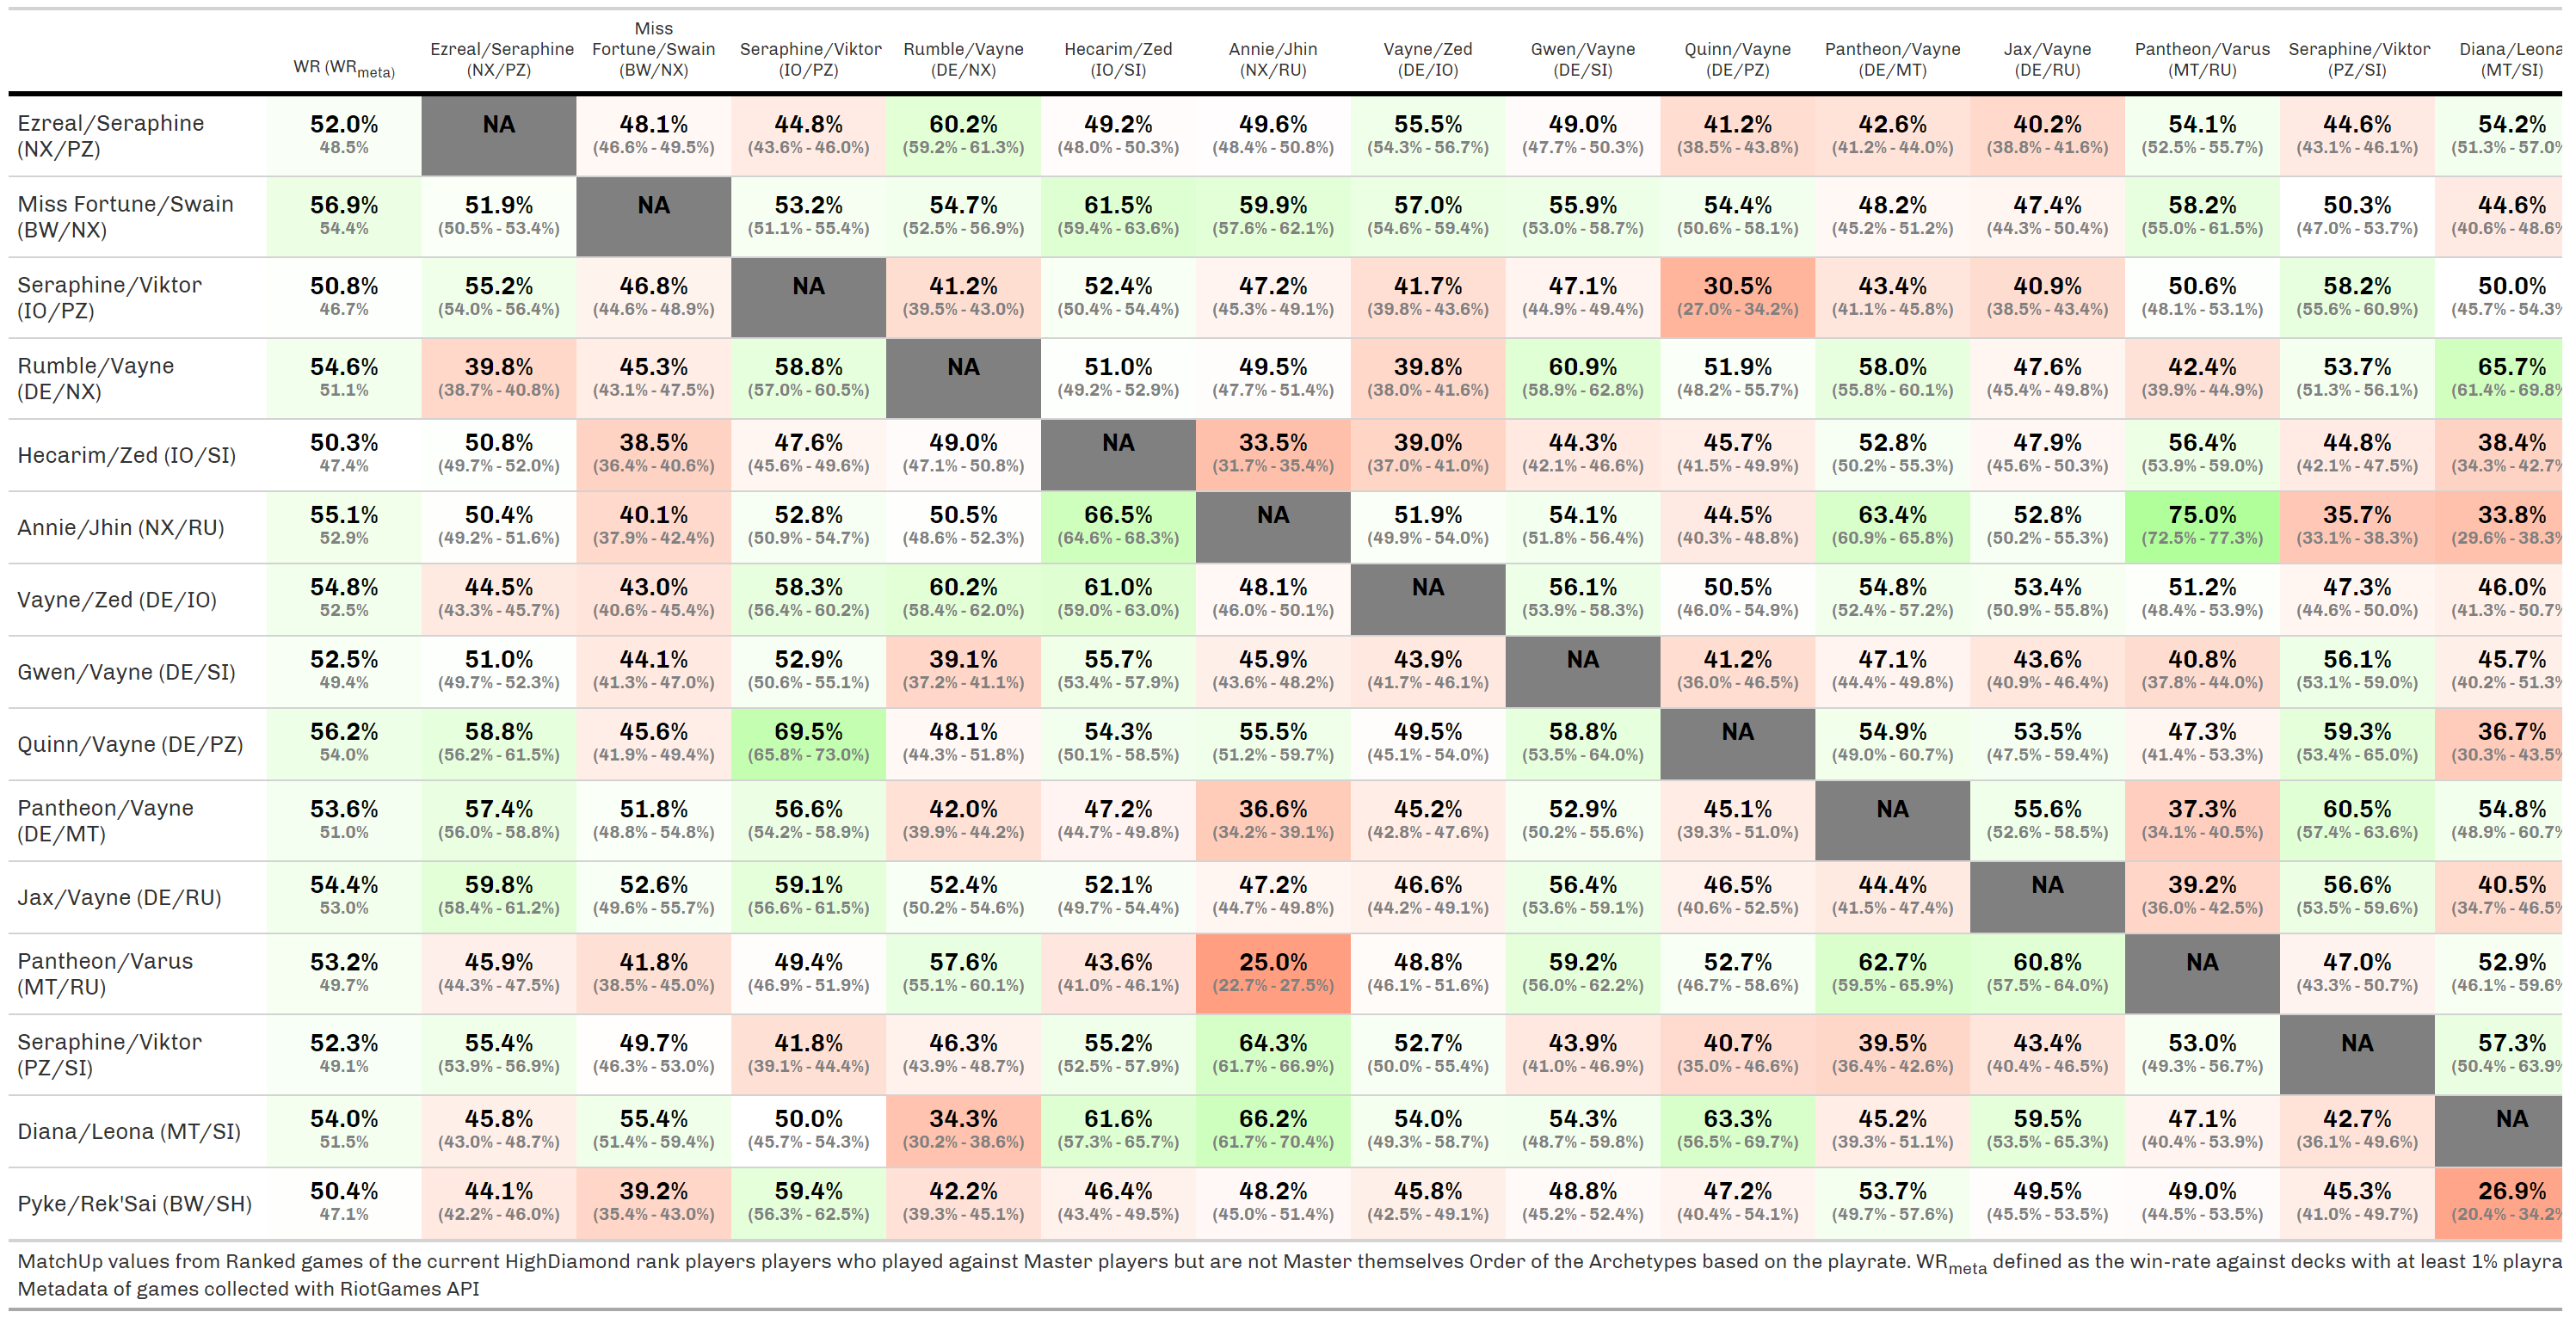 WR (WRmeta) Ezreal/Seraphine (NX/PZ) Miss Fortune/Swain (BW/NX) Seraphine/Viktor (IO/PZ) Rumble/Vayne (DE/NX) Hecarim/Zed (IO/SI) Annie/Jhin (NX/RU) Vayne/Zed (DE/IO) Gwen/Vayne (DE/SI) Quinn/Vayne (DE/PZ) Pantheon/Vayne (DE/MT) Jax/Vayne (DE/RU) Pantheon/Varus (MT/RU) Seraphine/Viktor (PZ/SI) Diana/Leona (MT/SI)
Ezreal/Seraphine 52.0% NA 48.1% 44.8% 60.2% 49.2% 49.6% 55.5% 49.0% 41.2% 42.6% 40.2% 54.1% 44.6% 54.2%
(NX/PZ) 48.5% (46.6% - 49.5%) (43.6% - 46.0%) (59.2% - 61.3%) (48.0% - 50.3%) (48.4% - 50.8%) (54.3% - 56.7%) (47.7% - 50.3%) (38.5% - 43.8%) (41.2% - 44.0%) (38.8% - 41.6%) (52.5% - 55.7%) (43.1% - 46.1%) (51.3% - 57.0%
Miss Fortune/Swain 56.9% 51.9% NA 53.2% 54.7% 61.5% 59.9% 57.0% 55.9% 54.4% 48.2% 47.4% 58.2% 50.3% 44.6%
(BW/NX) 54.4% (50.5% - 53.4%) (51.1% - 55.4%) (52.5% - 56.9%) (59.4% - 63.6%) (57.6% - 62.1%) (54.6% - 59.4%) (53.0% - 58.7%) (50.6% - 58.1%) (45.2% - 51.2%) (44.3% - 50.4%) (55.0% - 61.5%) (47.0% - 53.7%) (40.6% - 48.6%
Seraphine/Viktor 50.8% 55.2% 46.8% NA 41.2% 52.4% 47.2% 41.7% 47.1% 30.5% 43.4% 40.9% 50.6% 58.2% 50.0%
(IO/PZ) 46.7% (54.0% - 56.4%) (44.6% - 48.9%) (39.5% - 43.0%) (50.4% - 54.4%) (45.3% - 49.1%) (39.8% - 43.6%) (44.9% - 49.4%) (27.0% - 34.2%) (41.1% - 45.8%) (38.5% - 43.4%) (48.1% - 53.1%) (55.6% - 60.9%) (45.7% - 54.3%
Rumble/Vayne 54.6% 39.8% 45.3% 58.8% NA 51.0% 49.5% 39.8% 60.9% 51.9% 58.0% 47.6% 42.4% 53.7% 65.7%
(DE/NX) 51.1% (38.7% - 40.8%) (43.1% - 47.5%) (57.0% - 60.5%) (49.2% - 52.9%) (47.7% - 51.4%) (38.0% - 41.6%) (58.9% - 62.8%) (48.2% - 55.7%) (55.8% - 60.1%) (45.4% - 49.8%) (39.9% - 44.9%) (51.3% - 56.1%) (61.4% - 69.8%
Hecarim/Zed (IO/SI) 50.3% 50.8% 38.5% 47.6% 49.0% NA 33.5% 39.0% 44.3% 45.7% 52.8% 47.9% 56.4% 44.8% 38.4%
47.4% (49.7% - 52.0%) (36.4% - 40.6%) (45.6% - 49.6%) (47.1% - 50.8%) (31.7% - 35.4%) (37.0% - 41.0%) (42.1% - 46.6%) (41.5% - 49.9%) (50.2% - 55.3%) (45.6% - 50.3%) (53.9% - 59.0%) (42.1% - 47.5%) (34.3% - 42.7%
Annie/Jhin (NX/RU) 55.1% 50.4% 40.1% 52.8% 50.5% 66.5% NA 51.9% 54.1% 44.5% 63.4% 52.8% 75.0% 35.7% 33.8%
52.9% (49.2% - 51.6%) (37.9% - 42.4%) (50.9% - 54.7%) (48.6% - 52.3%) (64.6% - 68.3%) (49.9% - 54.0%) (51.8% - 56.4%) (40.3% - 48.8%) (60.9% - 65.8%) (50.2% - 55.3%) (72.5% - 77.3%) (33.1% - 38.3%) (29.6% - 38.3%
Vayne/Zed (DE/IO) 54.8% 44.5% 43.0% 58.3% 60.2% 61.0% 48.1% NA 56.1% 50.5% 54.8% 53.4% 51.2% 47.3% 46.0%
52.5% (43.3% - 45.7%) (40.6% - 45.4%) (56.4% - 60.2%) (58.4% - 62.0%) (59.0% - 63.0%) (46.0% - 50.1%) (53.9% - 58.3%) (46.0% - 54.9%) (52.4% - 57.2%) (50.9% - 55.8%) (48.4% - 53.9%) (44.6% - 50.0%) (41.3% - 50.7%
Gwen/Vayne (DE/SI) 52.5% 51.0% 44.1% 52.9% 39.1% 55.7% 45.9% 43.9% NA 41.2% 47.1% 43.6% 40.8% 56.1% 45.7%
49.4% (49.7% - 52.3%) (41.3% - 47.0%) (50.6% - 55.1%) (37.2% - 41.1%) (53.4% - 57.9%) (43.6% - 48.2%) (41.7% - 46.1%) (36.0% - 46.5%) (44.4% - 49.8%) (40.9% - 46.4%) (37.8% - 44.0%) (53.1% - 59.0%) (40.2% - 51.3%
Quinn/Vayne (DE/PZ) 56.2% 58.8% 45.6% 69.5% 48.1% 54.3% 55.5% 49.5% 58.8% NA 54.9% 53.5% 47.3% 59.3% 36.7%
54.0% (56.2% - 61.5%) (41.9% - 49.4%) (65.8% - 73.0%) (44.3% - 51.8%) (50.1% - 58.5%) (51.2% - 59.7%) (45.1% - 54.0%) (53.5% - 64.0%) (49.0% - 60.7%) (47.5% - 59.4%) (41.4% - 53.3%) (53.4% - 65.0%) (30.3% - 43.5%
Pantheon/Vayne 53.6% 57.4% 51.8% 56.6% 42.0% 47.2% 36.6% 45.2% 52.9% 45.1% NA 55.6% 37.3% 60.5% 54.8%
(DE/MT) 51.0% (56.0% - 58.8%) (48.8% - 54.8%) (54.2% - 58.9%) (39.9% - 44.2%) (44.7% - 49.8%) (34.2% - 39.1%) (42.8% - 47.6%) (50.2% - 55.6%) (39.3% - 51.0%) (52.6% - 58.5%) (34.1% - 40.5%) (57.4% - 63.6%) (48.9% - 60.7%
Jax/Vayne (DE/RU) 54.4% 59.8% 52.6% 59.1% 52.4% 52.1% 47.2% 46.6% 56.4% 46.5% 44.4% NA 39.2% 56.6% 40.5%
53.0% (58.4% - 61.2%) (49.6% - 55.7%) (56.6% - 61.5%) (50.2% - 54.6%) (49.7% - 54.4%) (44.7% - 49.8%) (44.2% - 49.1%) (53.6% - 59.1%) (40.6% - 52.5%) (41.5% - 47.4%) (36.0% - 42.5%) (53.5% - 59.6%) (34.7% - 46.5%
Pantheon/Varus 53.2% 45.9% 41.8% 49.4% 57.6% 43.6% 25.0% 48.8% 59.2% 52.7% 62.7% 60.8% NA 47.0% 52.9%
(MT/RU) 49.7% (44.3% - 47.5%) (38.5% - 45.0%) (46.9% - 51.9%) (55.1% - 60.1%) (41.0% - 46.1%) (22.7% - 27.5%) (46.1% - 51.6%) (56.0% - 62.2%) (46.7% - 58.6%) (59.5% - 65.9%) (57.5% - 64.0%) (43.3% - 50.7%) (46.1% - 59.6%
Seraphine/Viktor 52.3% 55.4% 49.7% 41.8% 46.3% 55.2% 64.3% 52.7% 43.9% 40.7% 39.5% 43.4% 53.0% NA 57.3%
(PZ/SI) 49.1% (53.9% - 56.9%) (46.3% - 53.0%) (39.1% - 44.4%) (43.9% - 48.7%) (52.5% - 57.9%) (61.7% - 66.9%) (50.0% - 55.4%) (41.0% - 46.9%) (35.0% - 46.6%) (36.4% - 42.6%) (40.4% - 46.5%) (49.3% - 56.7%) (50.4% - 63.9%
Diana/Leona (MT/SI) 54.0% 45.8% 55.4% 50.0% 34.3% 61.6% 66.2% 54.0% 54.3% 63.3% 45.2% 59.5% 47.1% 42.7% NA
51.5% (43.0% - 48.7%) (51.4% - 59.4%) (45.7% - 54.3%) (30.2% - 38.6%) (57.3% - 65.7%) (61.7% - 70.4%) (49.3% - 58.7%) (48.7% - 59.8%) (56.5% - 69.7%) (39.3% - 51.1%) (53.5% - 65.3%) (40.4% - 53.9%) (36.1% - 49.6%)
Pyke/Rek'Sai (BW/SH) 50.4% 44.1% 39.2% 59.4% 42.2% 46.4% 48.2% 45.8% 48.8% 47.2% 53.7% 49.5% 49.0% 45.3% 26.9%
47.1% (42.2% - 46.0%) (35.4% - 43.0%) (56.3% - 62.5%) (39.3% - 45.1%) (43.4% - 49.5%) (45.0% - 51.4%) (42.5% - 49.1%) (45.2% - 52.4%) (40.4% - 54.1%) (49.7% - 57.6%) (45.5% - 53.5%) (44.5% - 53.5%) (41.0% - 49.7%) (20.4% - 34.2%
MatchUp values from Ranked games of the current HighDiamond rank players players who played against Master players but are not Master themselves Order of the Archetypes based on the playrate. WRmeta defined as the win-rate against decks with at least 1% playra
Metadata of games collected with RiotGames API